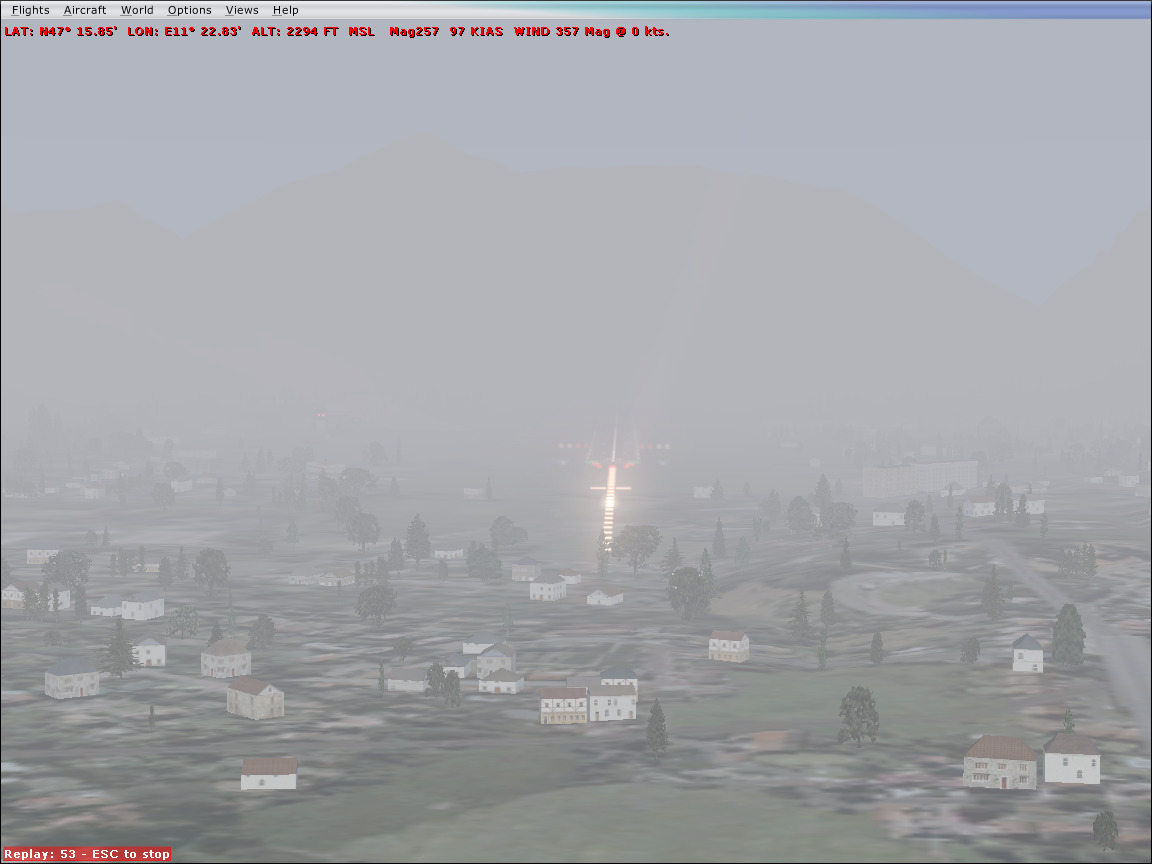 Flights Aircraft World Options Views Help
LAT: N47° 15.85' LON: E11° 22.83' ALT: 2294 FT MSL Mag257 97 KIAS WIND 357 Mag @ 0 kts.
Replay: 53 - ESC to stop